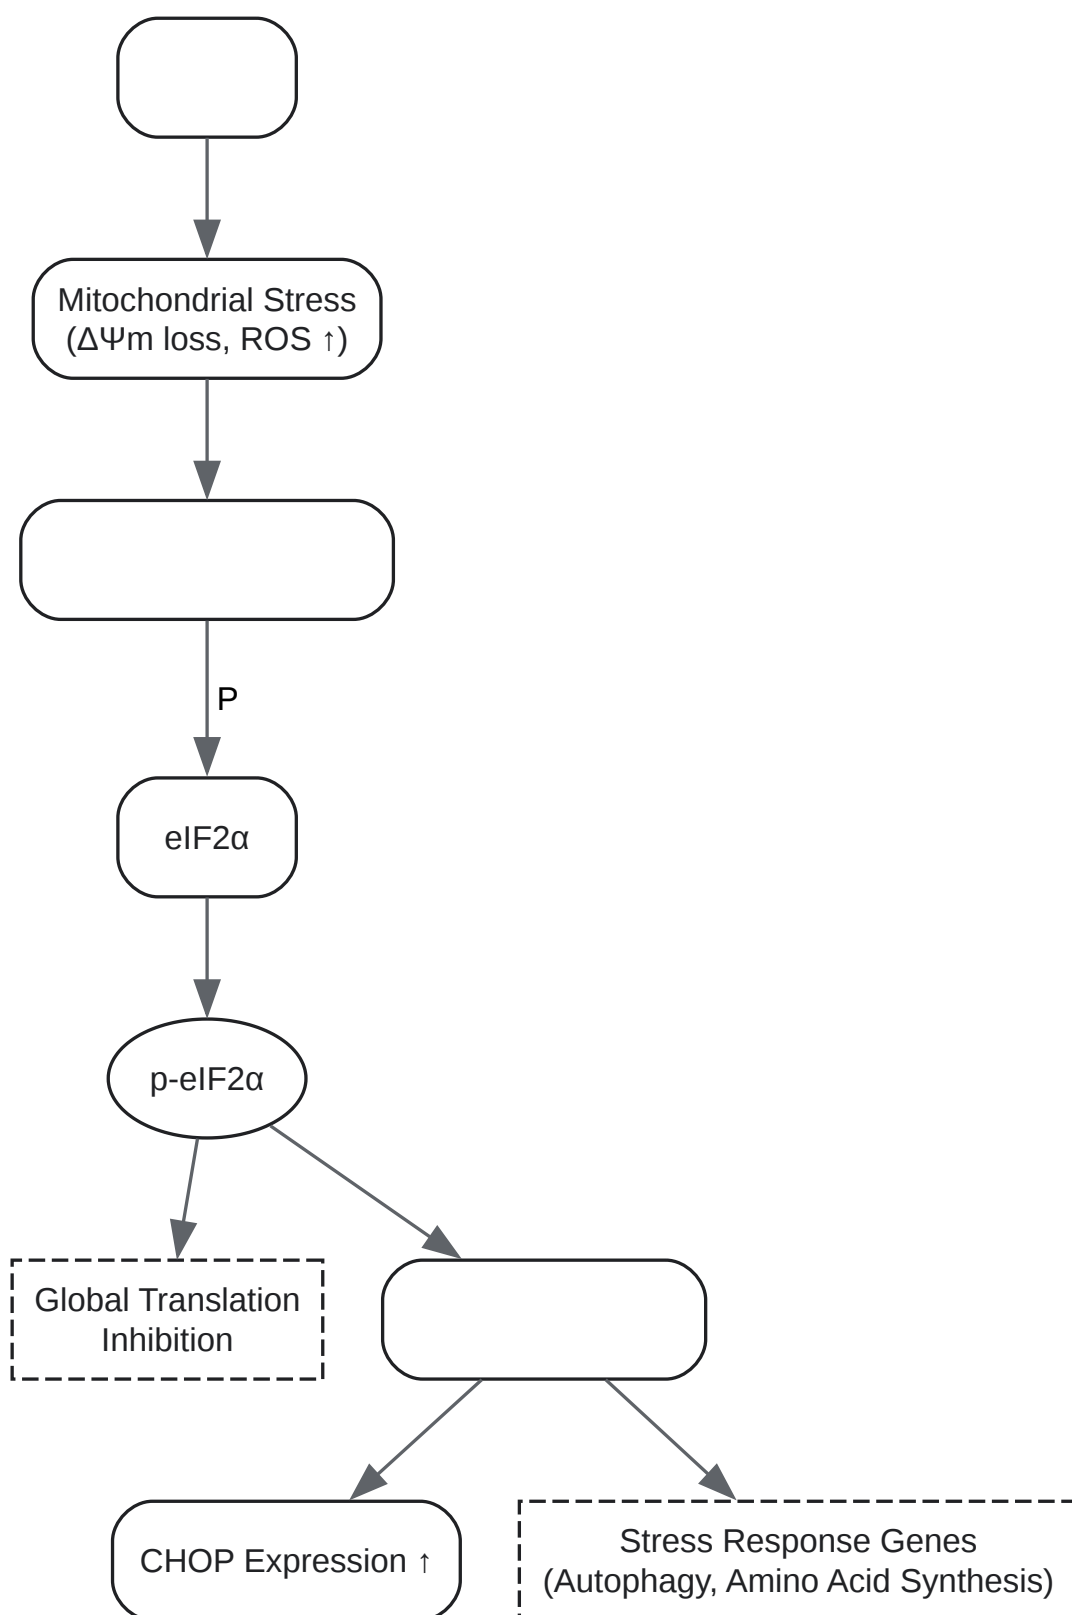 Mitochondrial Stress
(ΔΨm loss, ROS ↑)
P
eIF2α
p-eIF2α
Global Translation
Inhibition
CHOP Expression ↑
Stress Response Genes
(Autophagy, Amino Acid Synthesis)